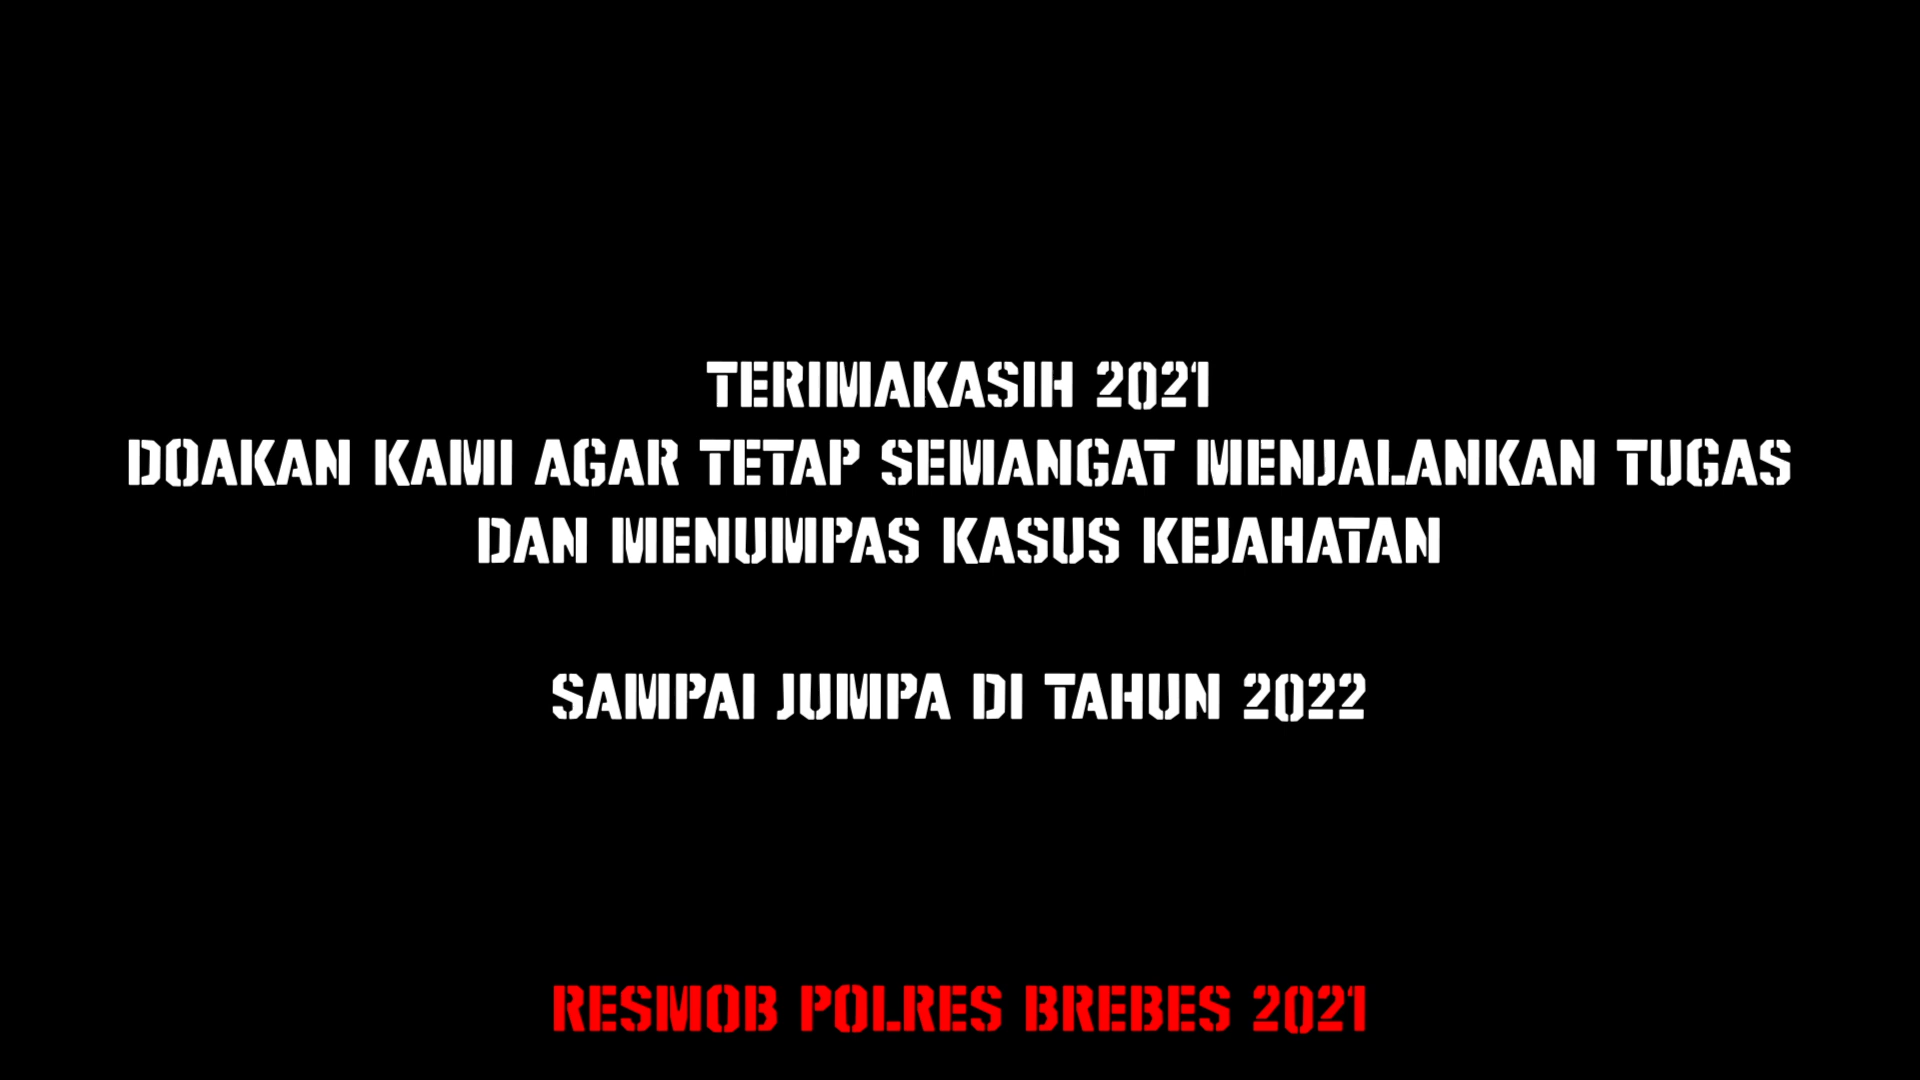 TERIMAKASIH 2021
DOAKAN KAMI AGAR TETAP SEMANGAT MENJALANKAN TUGAS
DAN MENUMPAS KASUS KEJAHATAN
SAMPAI JUMPA DI TAHUN 2022
RESMOB POLRES BREBES 2021